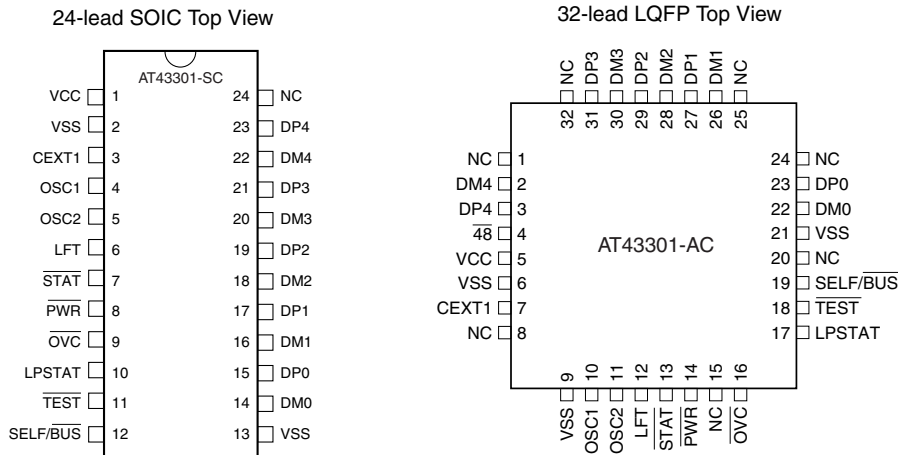 24-lead SOIC Top View
AT43301-SC
VCC 1 24 NC
VSS 2 23 DP4
CEXT1 3 22 DM4
OSC1 4 21 DP3
OSC2 5 20 DM3
LFT 6 19 DP2
STAT 7 18 DM2
PWR 8 17 DP1
OVC 9 16 DM1
LPSTAT 10 15 DP0
TEST 11 14 DM0
SELF/BUS 12 13 VSS
32-lead LQFP Top View
NC DP3 DM3 DP2 DM2 DP1 DM1 NC
32 31 30 29 28 27 26 25
NC 1 24 NC
DM4 2 23 DP0
DP4 3 22 DM0
48 4 21 VSS
AT43301-AC
VCC 5 20 NC
VSS 6 19 SELF/BUS
CEXT1 7 18 TEST
NC 8 17 LPSTAT
9 10 11 12 13 14 15 16
VSS OSC1 OSC2 LFT STAT PWR NC OVC